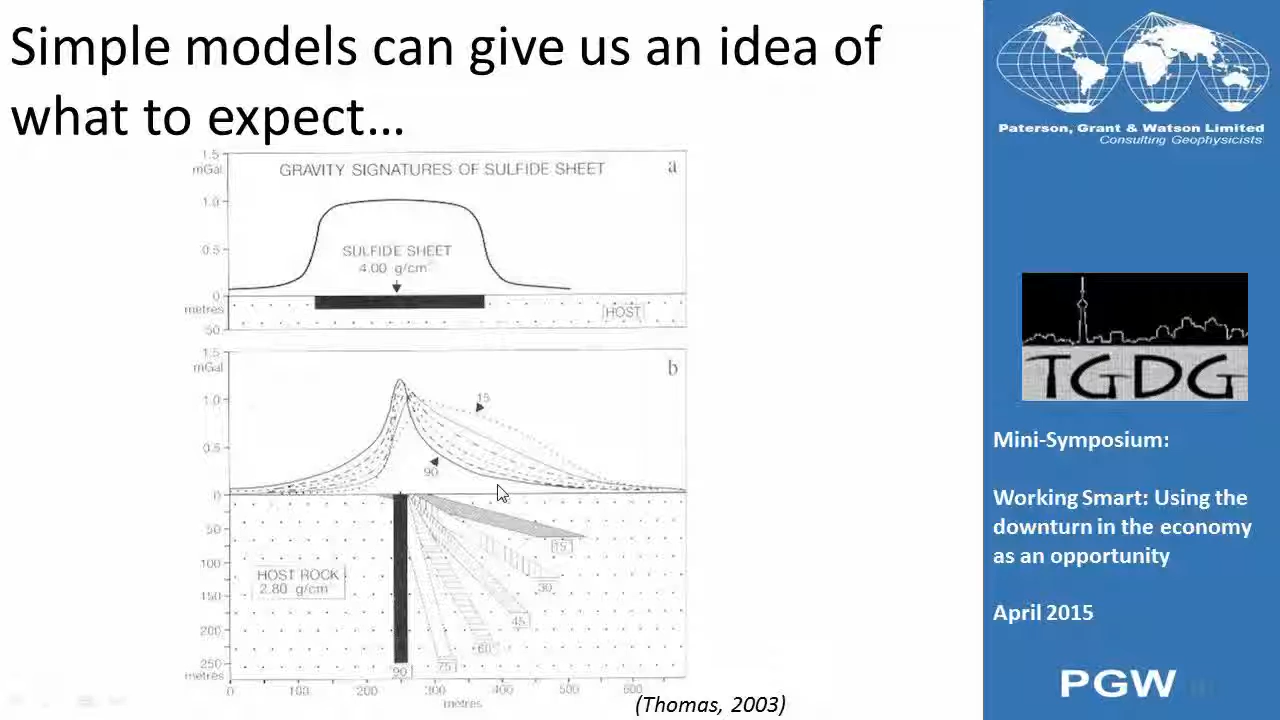 Simple models can give us an idea of
what to expect...
1.5
mGal
GRAVITY SIGNATURES OF SULFIDE SHEET
a
1.0
0.5
SULFIDE SHEET
4.00 g/cm
0
metres
HOST
50
1.5
mGal
b
1.0
15
0.5
90
0
50
15
100
HOST ROCK
2.80 g/cm
30
150
45
200
60
75
250
90
metres
0 100 200 300 400 500 600
metres
(Thomas, 2003)
Paterson, Grant & Watson Limited
Consulting Geophysicists
TGDG
Mini-Symposium:
Working Smart: Using the
downturn in the economy
as an opportunity
April 2015
PGW